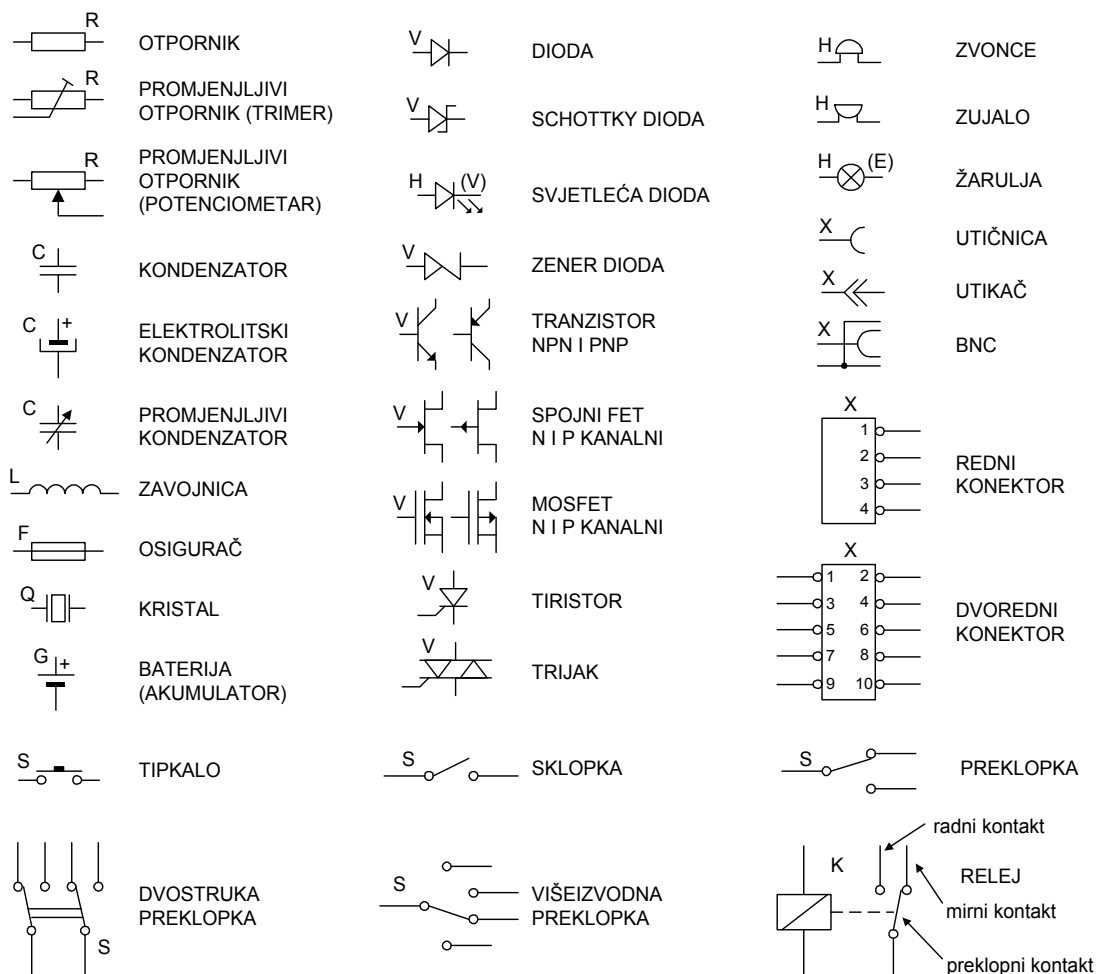 R
OTPORNIK
R
PROMJENJLJIVI
OTPORNIK (TRIMER)
R
PROMJENJLJIVI
OTPORNIK
(POTENCIOMETAR)
C
KONDENZATOR
C +
ELEKTROLITSKI
KONDENZATOR
C
PROMJENJLJIVI
KONDENZATOR
L
ZAVOJNICA
F
OSIGURAČ
Q
KRISTAL
G +
BATERIJA
(AKUMULATOR)
S
TIPKALO
DVOSTRUKA
PREKLOPKA
S
V
DIODA
V
SCHOTTKY DIODA
H (V)
SVJETLEĆA DIODA
V
ZENER DIODA
V
TRANZISTOR
NPN I PNP
V
SPOJNI FET
N I P KANALNI
V
MOSFET
N I P KANALNI
V
TIRISTOR
V
TRIJAK
S
SKLOPKA
S
VIŠEIZVODNA
PREKLOPKA
H
ZVONCE
H
ZUJALO
H (E)
ŽARULJA
X
UTIČNICA
X
UTIKAČ
X
BNC
X
1
2
3
4
REDNI
KONEKTOR
X
1 2
3 4
5 6
7 8
9 10
DVOREDNI
KONEKTOR
S
PREKLOPKA
radni kontakt
K
RELEJ
mirni kontakt
preklopni kontakt